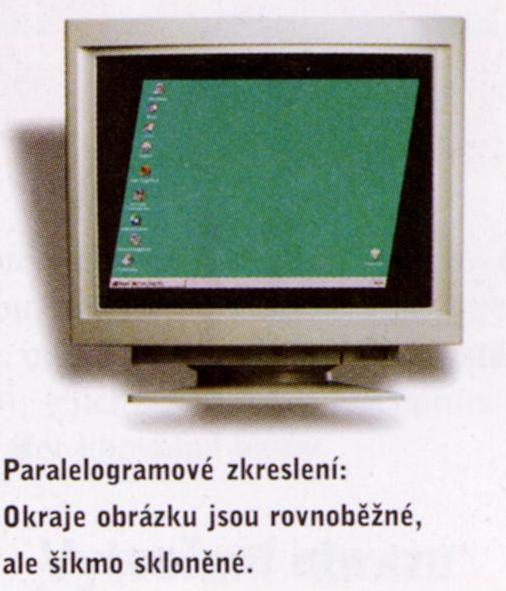 Paralelogramové zkreslení:
Okraje obrázku jsou rovnoběžné,
ale šikmo skloněné.